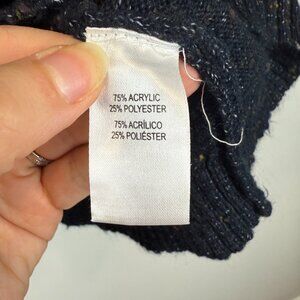 75% ACRYLIC
25% POLYESTER
75% ACRÍLICO
25% POLIÉSTER